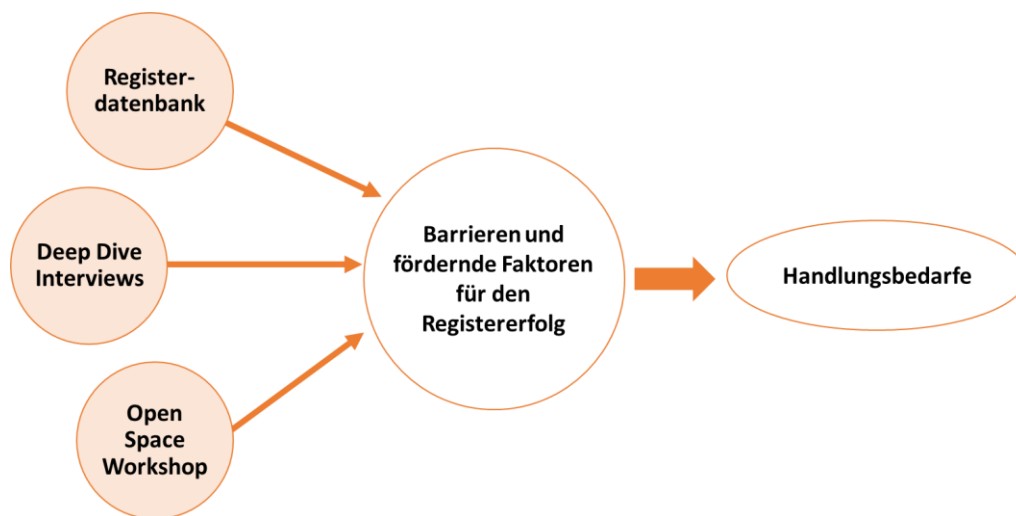 Register-
datenbank
Deep Dive
Interviews
Open
Space
Workshop
Barrieren und
fördernde Faktoren
für den
Registererfolg
Handlungsbedarfe